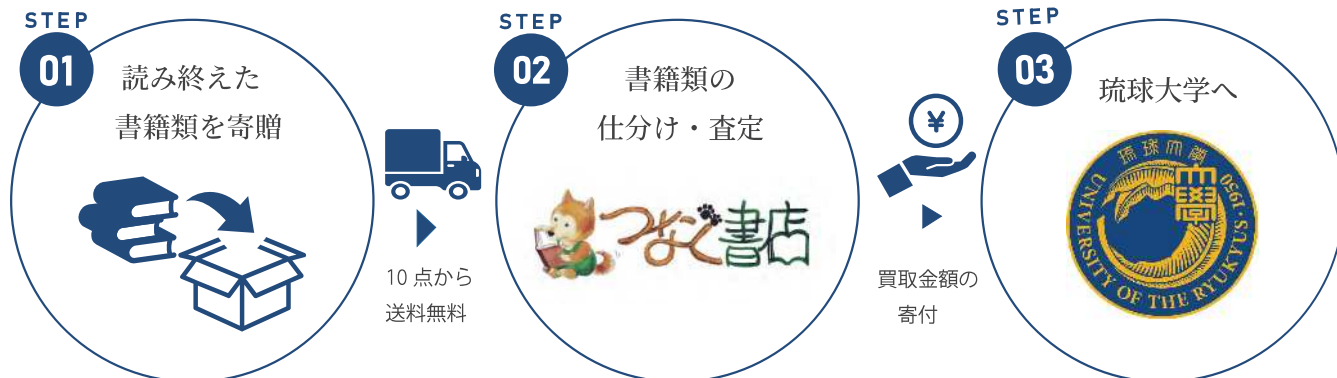 STEP
01
読み終えた
書籍類を寄贈
10点から
送料無料
STEP
02
書籍類の
仕分け・査定
つなぐ書店
¥
買取金額の
寄付
STEP
03
琉球大学へ
琉球大學
大學
UNIVERSITY OF THE RYUKYUS・1950